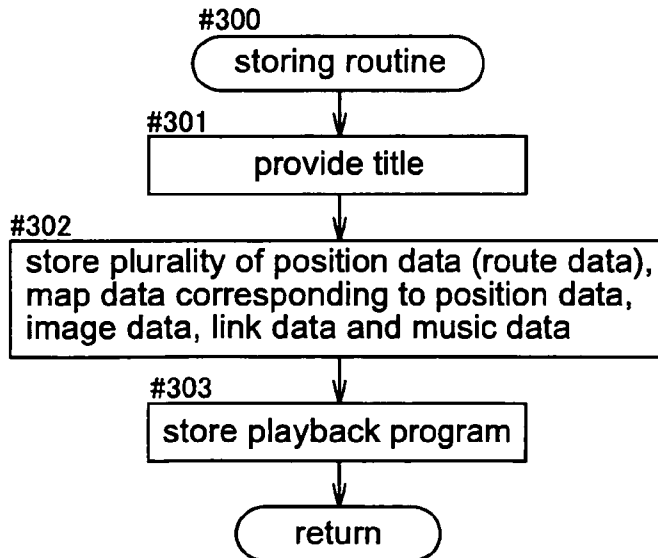 #300
storing routine
#301
provide title
#302
store plurality of position data (route data),
map data corresponding to position data,
image data, link data and music data
#303
store playback program
return